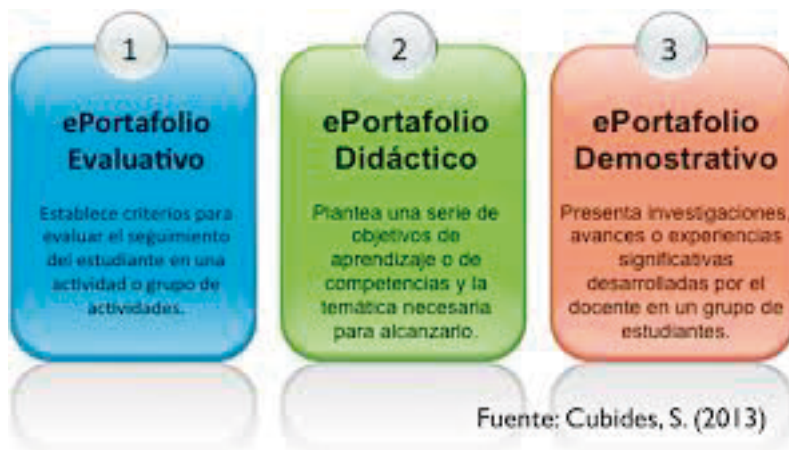 1
ePortafolio
Evaluativo
Establece criterios para
evaluar el seguimiento
del estudiante en una
actividad o grupo de
actividades.
2
ePortafolio
Didáctico
Plantea una serie de
objetivos de
aprendizaje o de
competencias y la
temática necesaria
para alcanzarlo.
3
ePortafolio
Demostrativo
Presenta investigaciones,
avances o experiencias
significativas
desarrolladas por el
docente en un grupo de
estudiantes.
Fuente: Cubides, S. (2013)